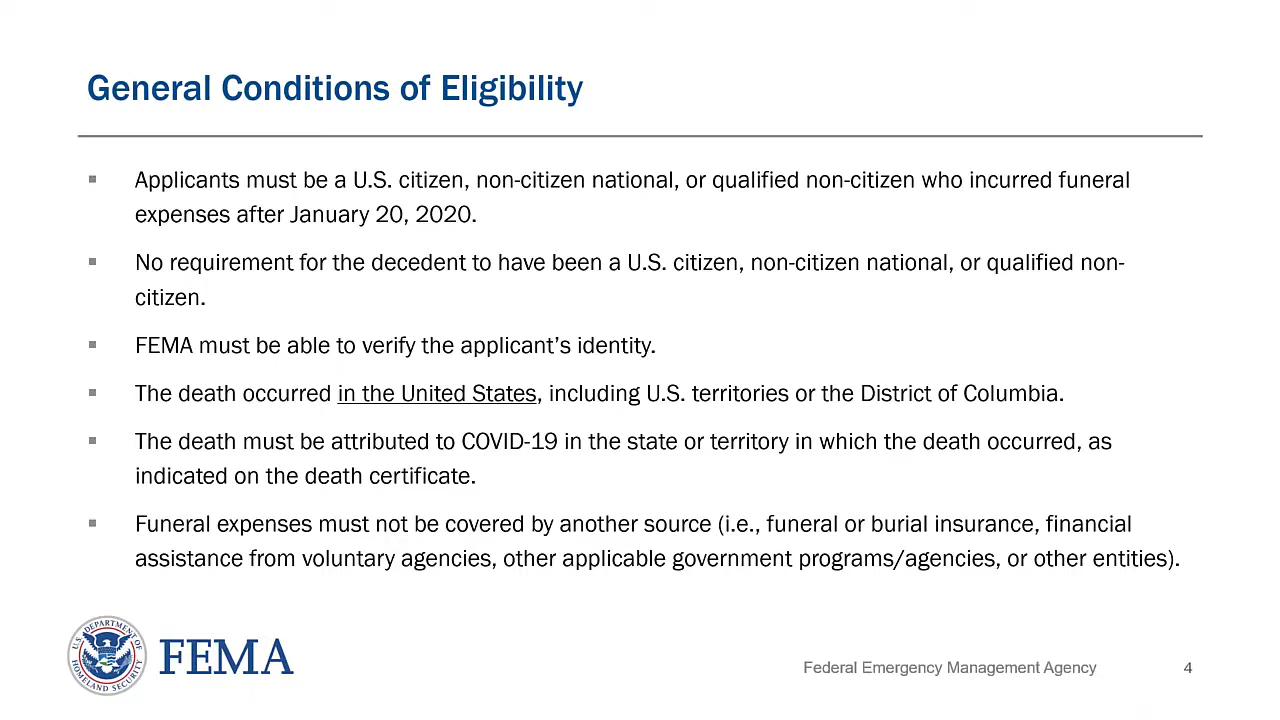 General Conditions of Eligibility
▪ Applicants must be a U.S. citizen, non-citizen national, or qualified non-citizen who incurred funeral
expenses after January 20, 2020.
▪ No requirement for the decedent to have been a U.S. citizen, non-citizen national, or qualified non-
citizen.
▪ FEMA must be able to verify the applicant’s identity.
▪ The death occurred in the United States, including U.S. territories or the District of Columbia.
▪ The death must be attributed to COVID-19 in the state or territory in which the death occurred, as
indicated on the death certificate.
▪ Funeral expenses must not be covered by another source (i.e., funeral or burial insurance, financial
assistance from voluntary agencies, other applicable government programs/agencies, or other entities).
U.S. DEPARTMENT OF
HOMELAND SECURITY
FEMA
Federal Emergency Management Agency
4